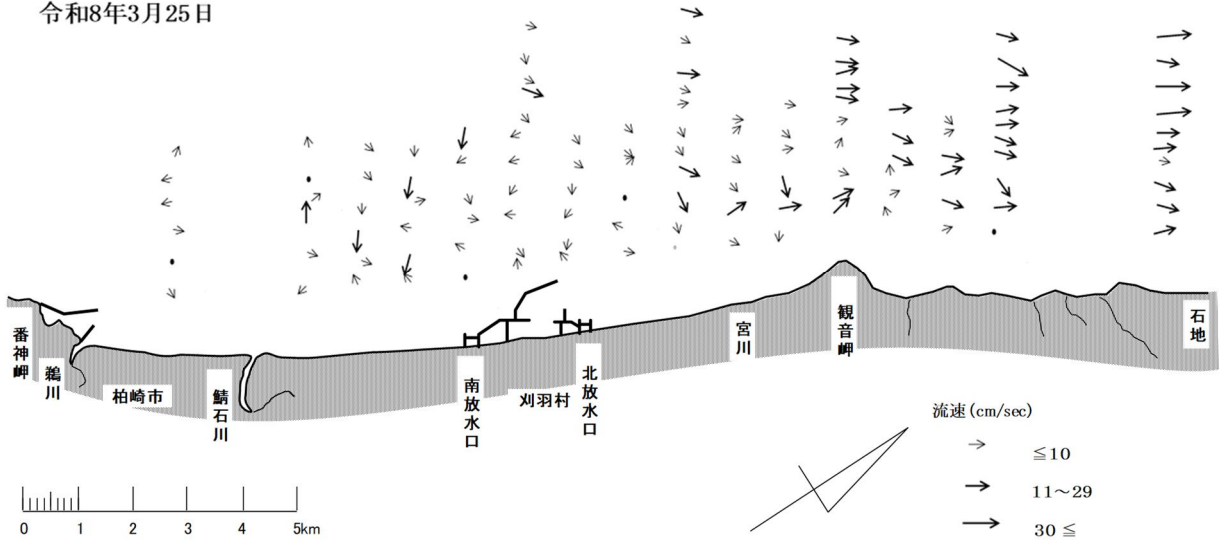 令和8年3月25日
番神岬
鵜川
柏崎市
鯖石川
南放水口
刈羽村
北放水口
宮川
観音岬
石地
流速(cm/sec)
≦10
11～29
30 ≦
0 1 2 3 4 5km